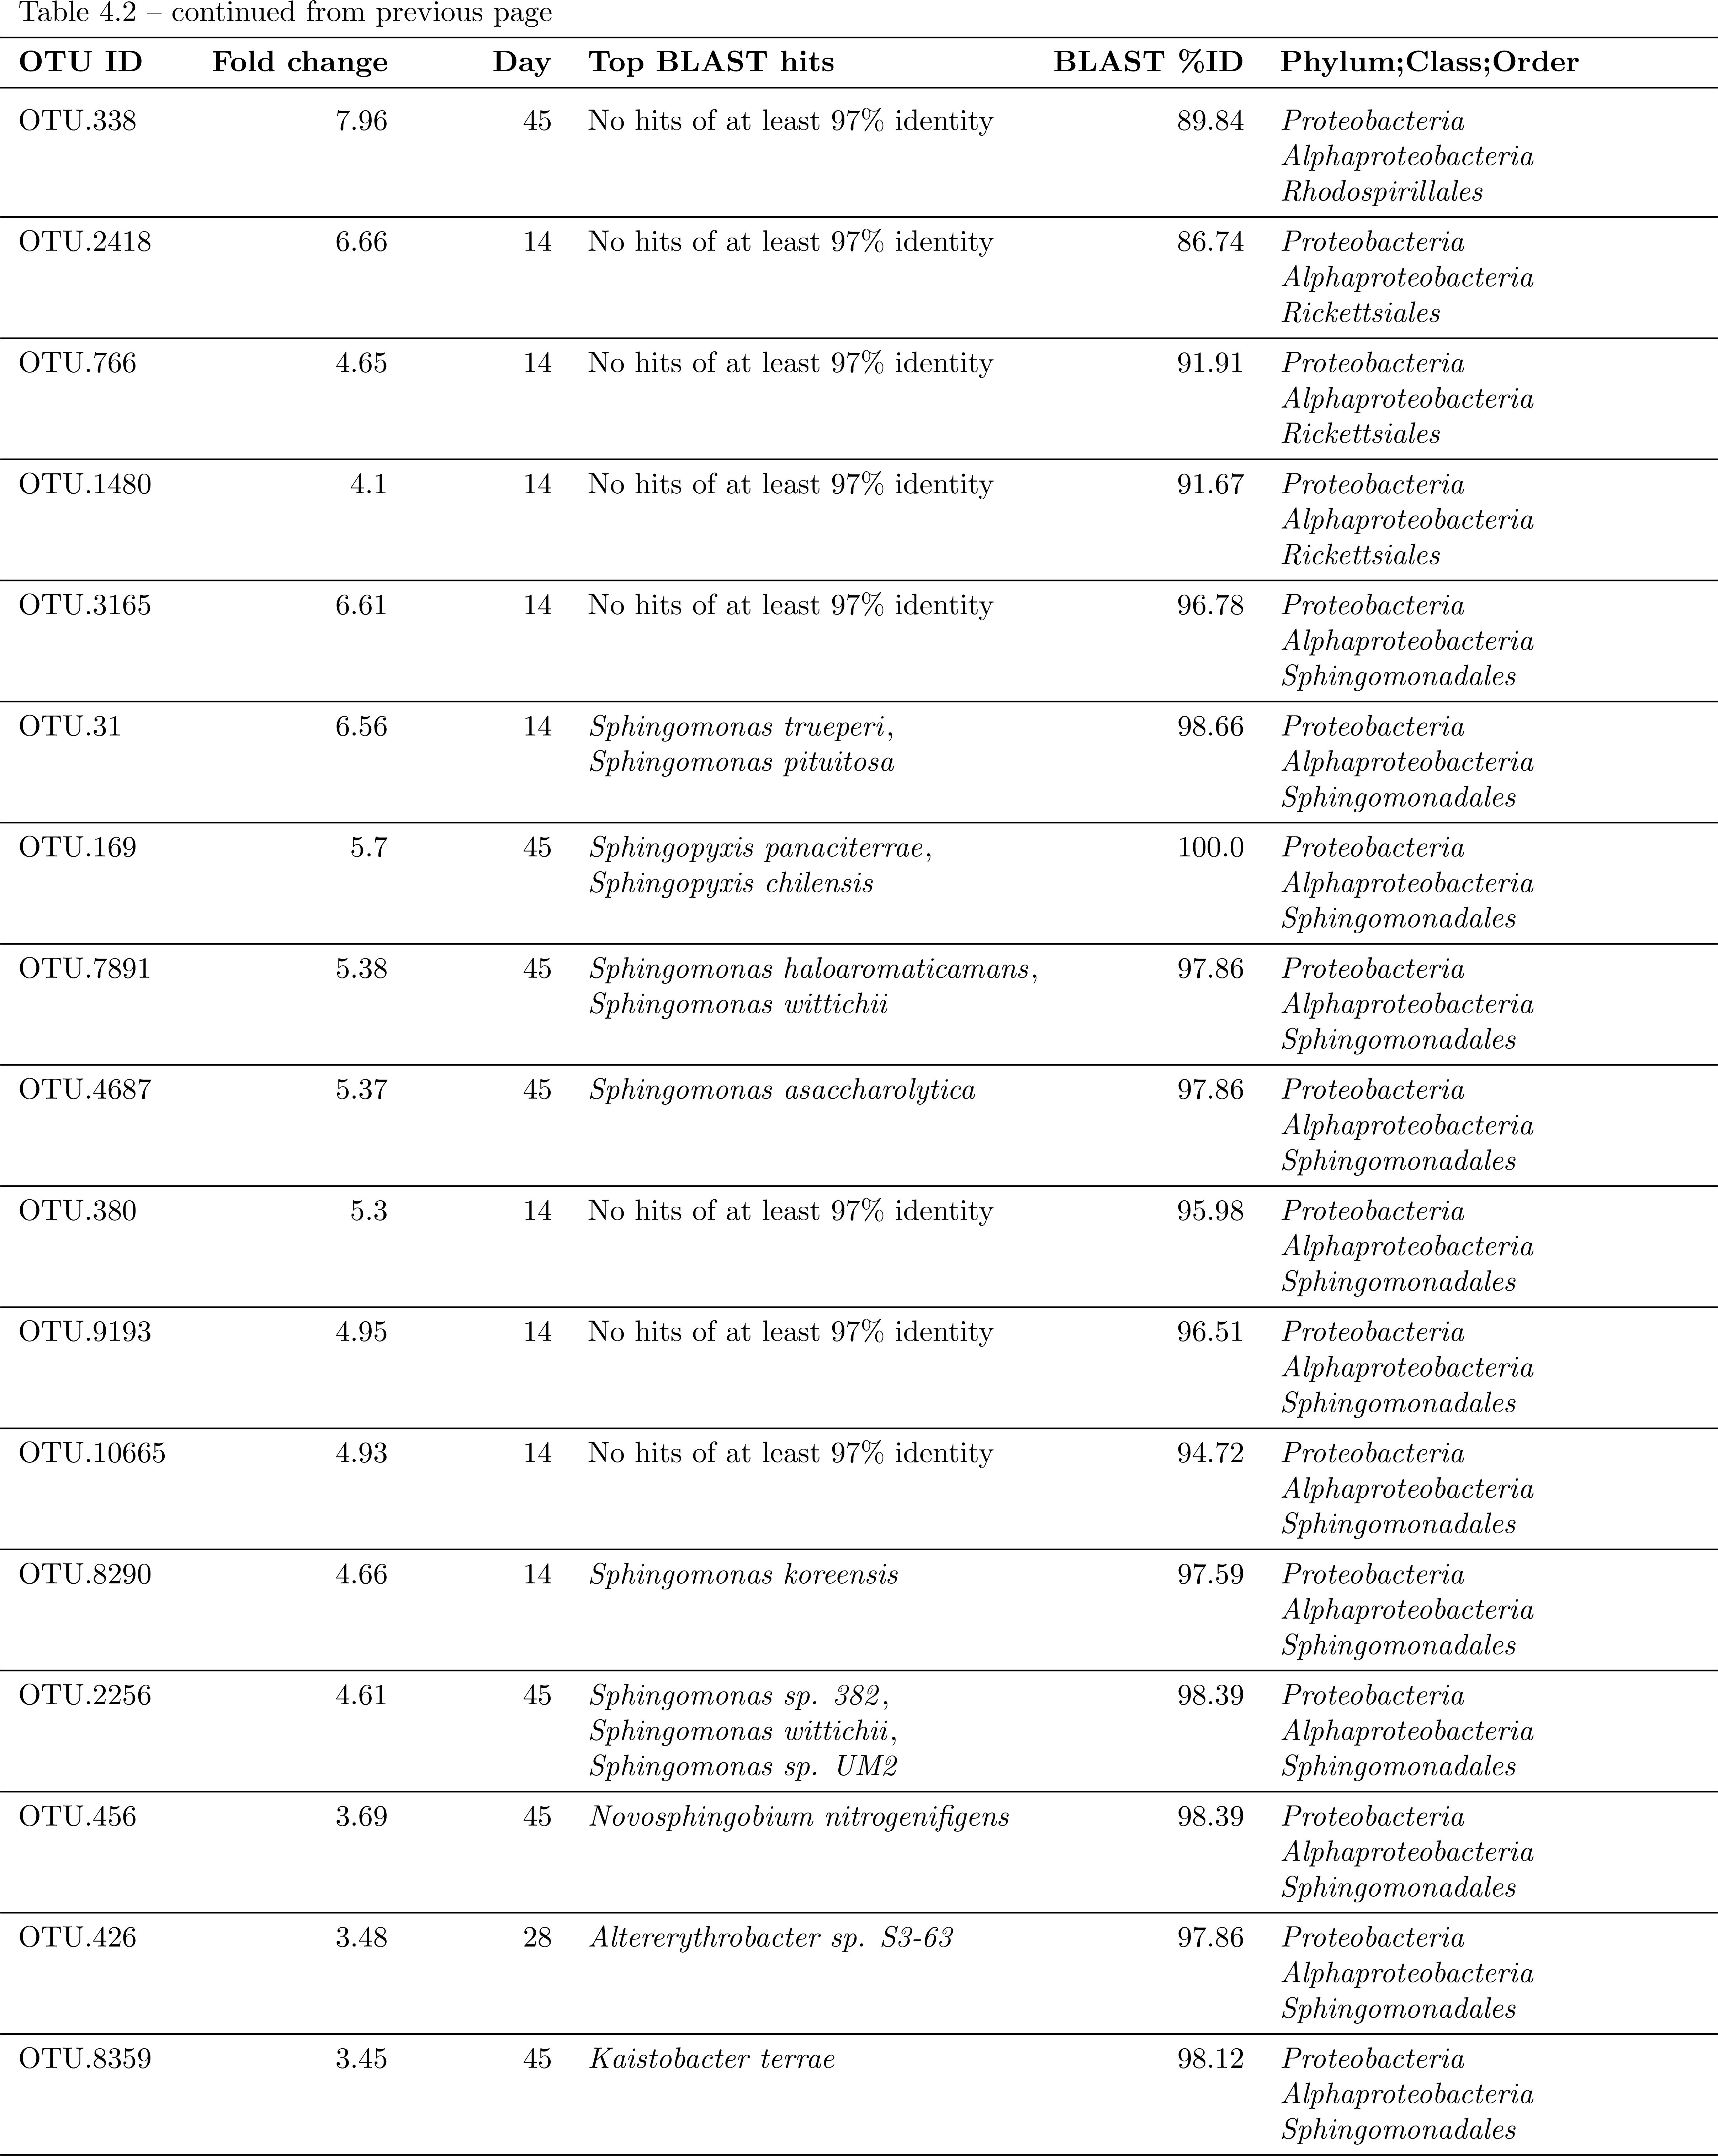 Table 4.2 – continued from previous page
OTU ID Fold change Day Top BLAST hits BLAST %ID Phylum;Class;Order
OTU.338 7.96 45 No hits of at least 97% identity 89.84 Proteobacteria
Alphaproteobacteria
Rhodospirillales
OTU.2418 6.66 14 No hits of at least 97% identity 86.74 Proteobacteria
Alphaproteobacteria
Rickettsiales
OTU.766 4.65 14 No hits of at least 97% identity 91.91 Proteobacteria
Alphaproteobacteria
Rickettsiales
OTU.1480 4.1 14 No hits of at least 97% identity 91.67 Proteobacteria
Alphaproteobacteria
Rickettsiales
OTU.3165 6.61 14 No hits of at least 97% identity 96.78 Proteobacteria
Alphaproteobacteria
Sphingomonadales
OTU.31 6.56 14 Sphingomonas trueperi, 98.66 Proteobacteria
Sphingomonas pituitosa Alphaproteobacteria
Sphingomonadales
OTU.169 5.7 45 Sphingopyxis panaciterrae, 100.0 Proteobacteria
Sphingopyxis chilensis Alphaproteobacteria
Sphingomonadales
OTU.7891 5.38 45 Sphingomonas haloaromaticamans, 97.86 Proteobacteria
Sphingomonas wittichii Alphaproteobacteria
Sphingomonadales
OTU.4687 5.37 45 Sphingomonas asaccharolytica 97.86 Proteobacteria
Alphaproteobacteria
Sphingomonadales
OTU.380 5.3 14 No hits of at least 97% identity 95.98 Proteobacteria
Alphaproteobacteria
Sphingomonadales
OTU.9193 4.95 14 No hits of at least 97% identity 96.51 Proteobacteria
Alphaproteobacteria
Sphingomonadales
OTU.10665 4.93 14 No hits of at least 97% identity 94.72 Proteobacteria
Alphaproteobacteria
Sphingomonadales
OTU.8290 4.66 14 Sphingomonas koreensis 97.59 Proteobacteria
Alphaproteobacteria
Sphingomonadales
OTU.2256 4.61 45 Sphingomonas sp. 382, 98.39 Proteobacteria
Sphingomonas wittichii, Alphaproteobacteria
Sphingomonas sp. UM2 Sphingomonadales
OTU.456 3.69 45 Novosphingobium nitrogenifigens 98.39 Proteobacteria
Alphaproteobacteria
Sphingomonadales
OTU.426 3.48 28 Altererythrobacter sp. S3-63 97.86 Proteobacteria
Alphaproteobacteria
Sphingomonadales
OTU.8359 3.45 45 Kaistobacter terrae 98.12 Proteobacteria
Alphaproteobacteria
Sphingomonadales